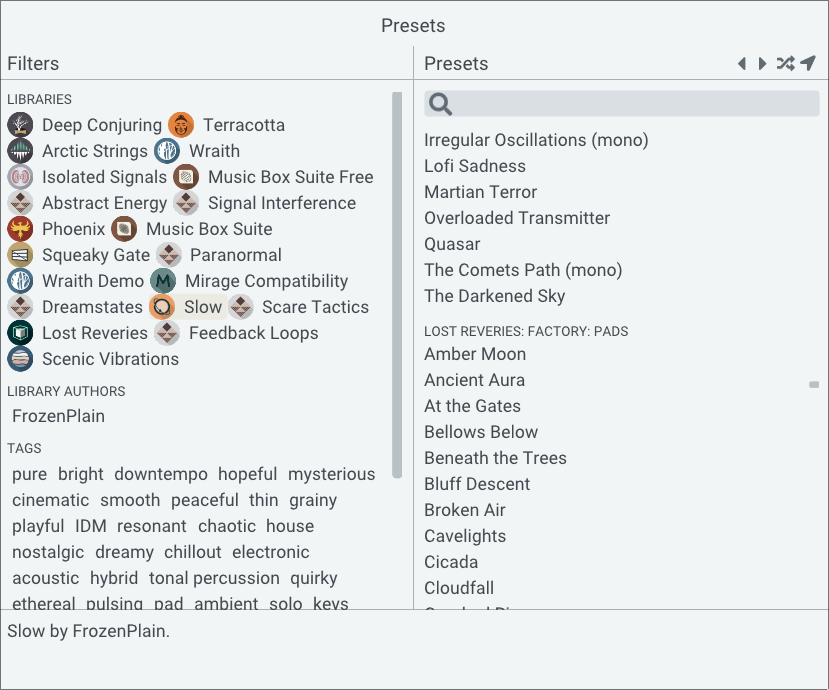 Presets
Filters
LIBRARIES
Deep Conjuring Terracotta
Arctic Strings Wraith
Isolated Signals Music Box Suite Free
Abstract Energy Signal Interference
Phoenix Music Box Suite
Squeaky Gate Paranormal
Wraith Demo M Mirage Compatibility
Dreamstates Slow Scare Tactics
Lost Reveries Feedback Loops
Scenic Vibrations
LIBRARY AUTHORS
FrozenPlain
TAGS
pure bright downtempo hopeful mysterious
cinematic smooth peaceful thin grainy
playful IDM resonant chaotic house
nostalgic dreamy chillout electronic
acoustic hybrid tonal percussion quirky
ethereal pulsing pad ambient solo keys
Presets
Irregular Oscillations (mono)
Lofi Sadness
Martian Terror
Overloaded Transmitter
Quasar
The Comets Path (mono)
The Darkened Sky
LOST REVERIES: FACTORY: PADS
Amber Moon
Ancient Aura
At the Gates
Bellows Below
Beneath the Trees
Bluff Descent
Broken Air
Cavelights
Cicada
Cloudfall
Slow by FrozenPlain.